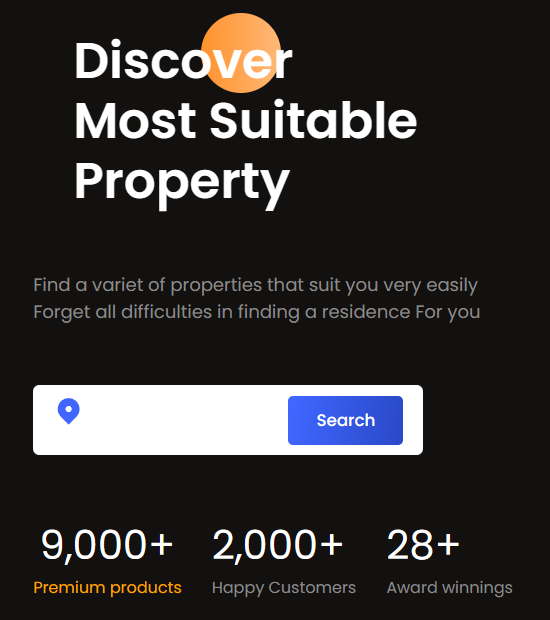 Discover
Most Suitable
Property
Find a variet of properties that suit you very easily
Forget all difficulties in finding a residence For you
Search
9,000+ 2,000+ 28+
Premium products Happy Customers Award winnings